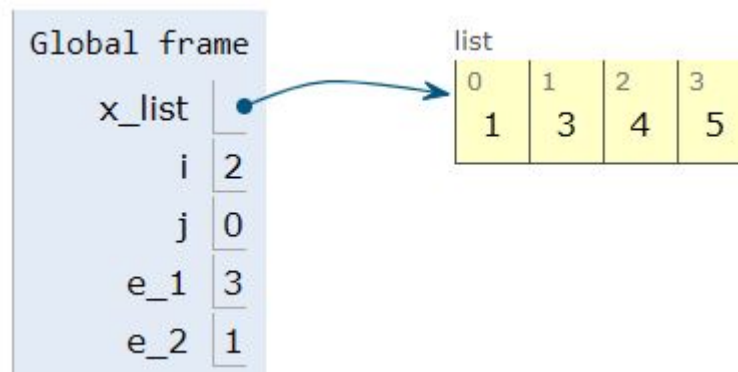 Global frame
x_list
i 2
j 0
e_1 3
e_2 1
list
0 1 2 3
1 3 4 5